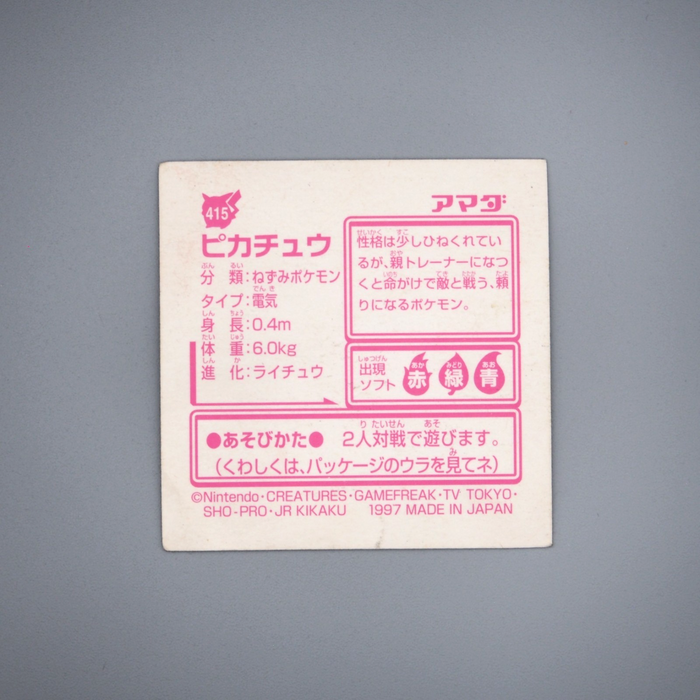 415
アマダ
ピカチュウ
分類:ねずみポケモン
タイプ:電気
身長:0.4m
体重:6.0kg
進化:ライチュウ
性格は少しひねくれてい
るが、親トレーナーになつ
くと命がけで敵と戦う、頼
りになるポケモン。
出現
ソフト
赤 緑 青
●あそびかた● 2人対戦で遊びます。
(くわしくは、パッケージのウラを見てネ)
©Nintendo・CREATURES・GAMEFREAK・TV TOKYO・
SHO-PRO・JR KIKAKU 1997 MADE IN JAPAN